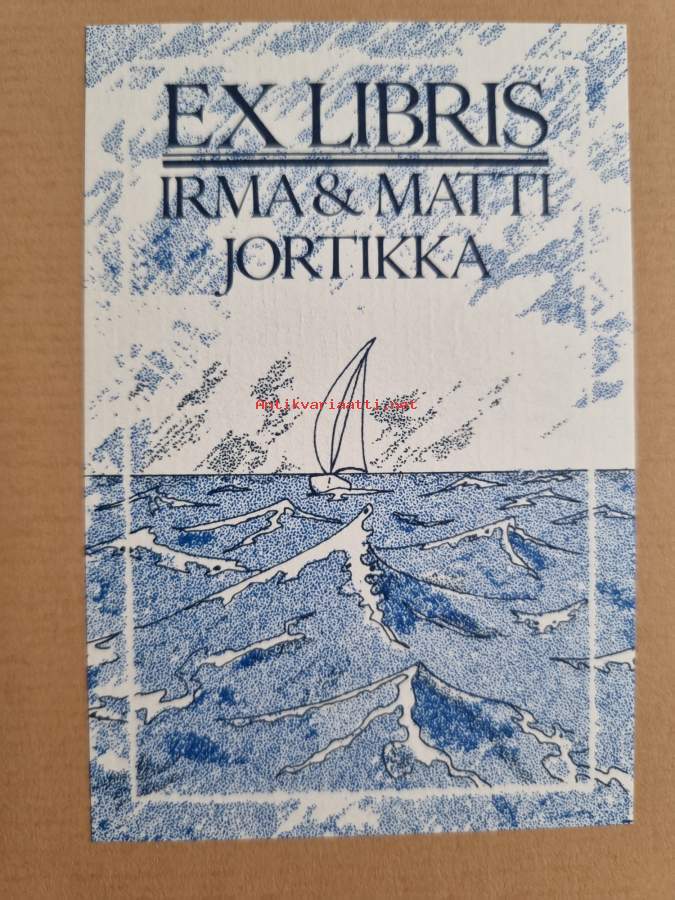 EX LIBRIS
IRMA & MATTI
JORTIKKA
Antikvariaatti.net